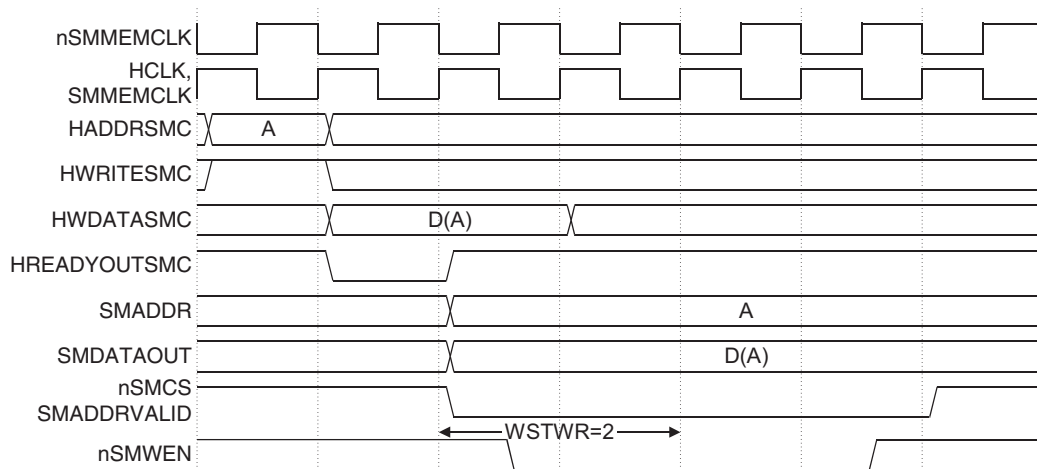 nSMMEMCLK
HCLK,
SMMEMCLK
HADDRSMC
A
HWRITESMC
HWDATASMC
D(A)
HREADYOUTSMC
SMADDR
A
SMDATAOUT
D(A)
nSMCS
SMADDRVALID
WSTWR=2
nSMWEN